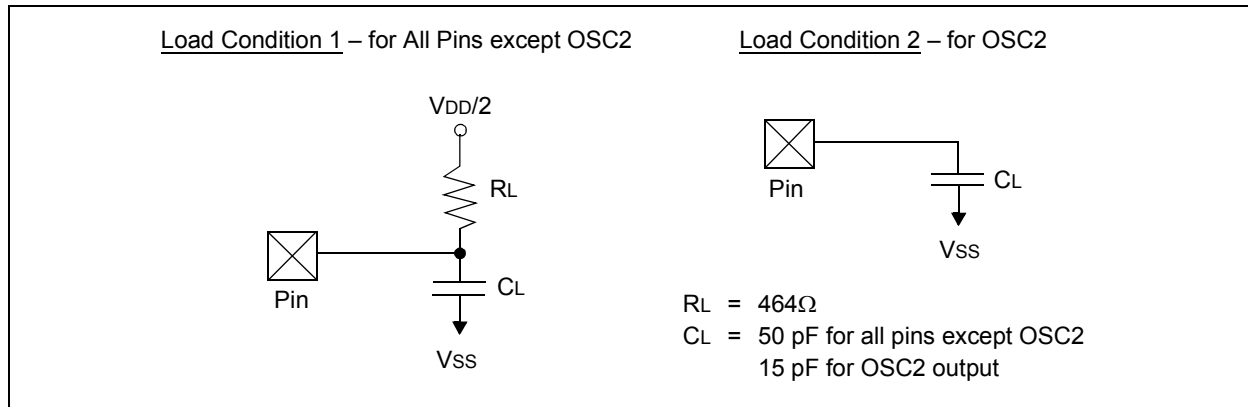 Load Condition 1 – for All Pins except OSC2
Load Condition 2 – for OSC2
VDD/2
RL
Pin
CL
VSS
Pin
CL
VSS
RL = 464Ω
CL = 50 pF for all pins except OSC2
15 pF for OSC2 output